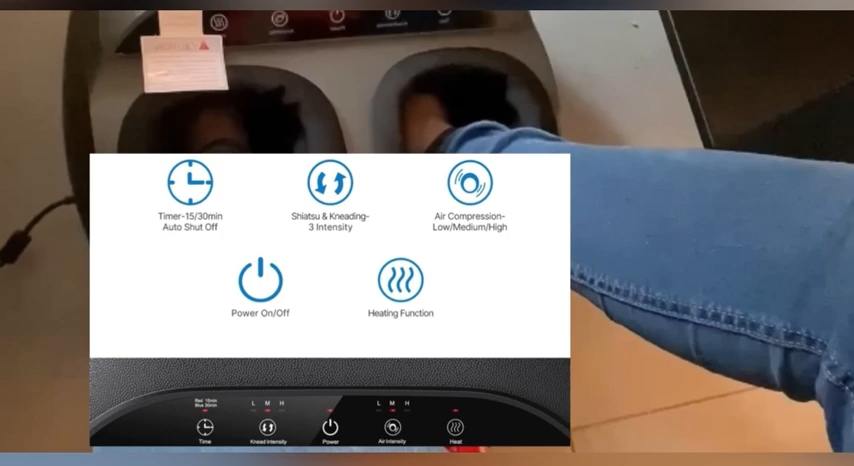 Timer-15/30min
Auto Shut Off
Shiatsu & Kneading-
3 Intensity
Air Compression-
Low/Medium/High
Power On/Off
Heating Function
Red: 15min
Blue:30min
L M H
L M H
Time
Knead Intensity
Power
Air Intensity
Heat